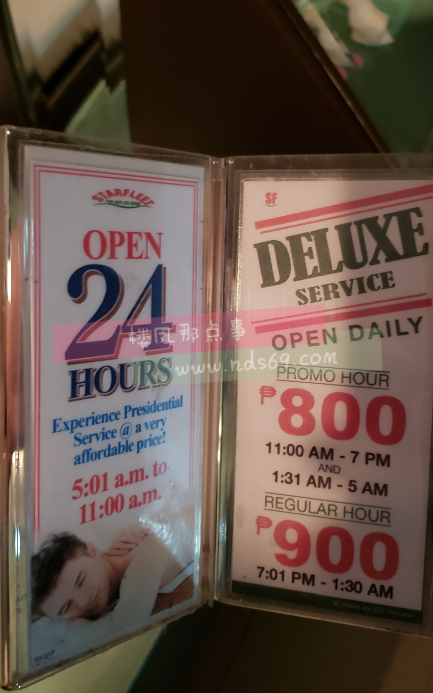 STARFLEET
OPEN
24
HOURS
Experience Presidential
Service @ a very
affordable price!
5:01 a.m. to
11:00 a.m.
SF
DELUXE
SERVICE
OPEN DAILY
PROMO HOUR
₱800
11:00 AM - 7 PM
AND
1:31 AM - 5 AM
REGULAR HOUR
₱900
7:01 PM - 1:30 AM
楼凤那点事
www.nds69.com